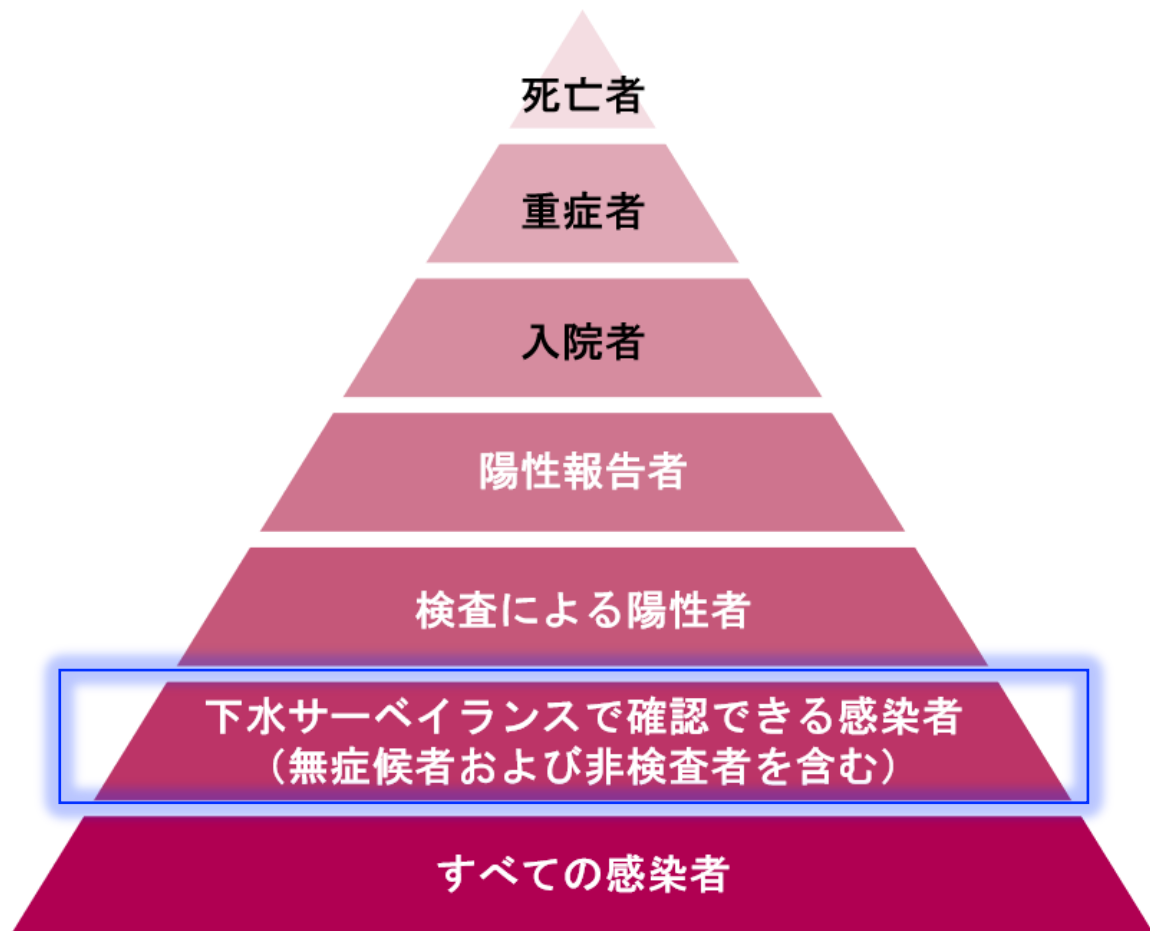 死亡者
重症者
入院者
陽性報告者
検査による陽性者
下水サーベイランスで確認できる感染者
（無症候者および非検査者を含む）
すべての感染者